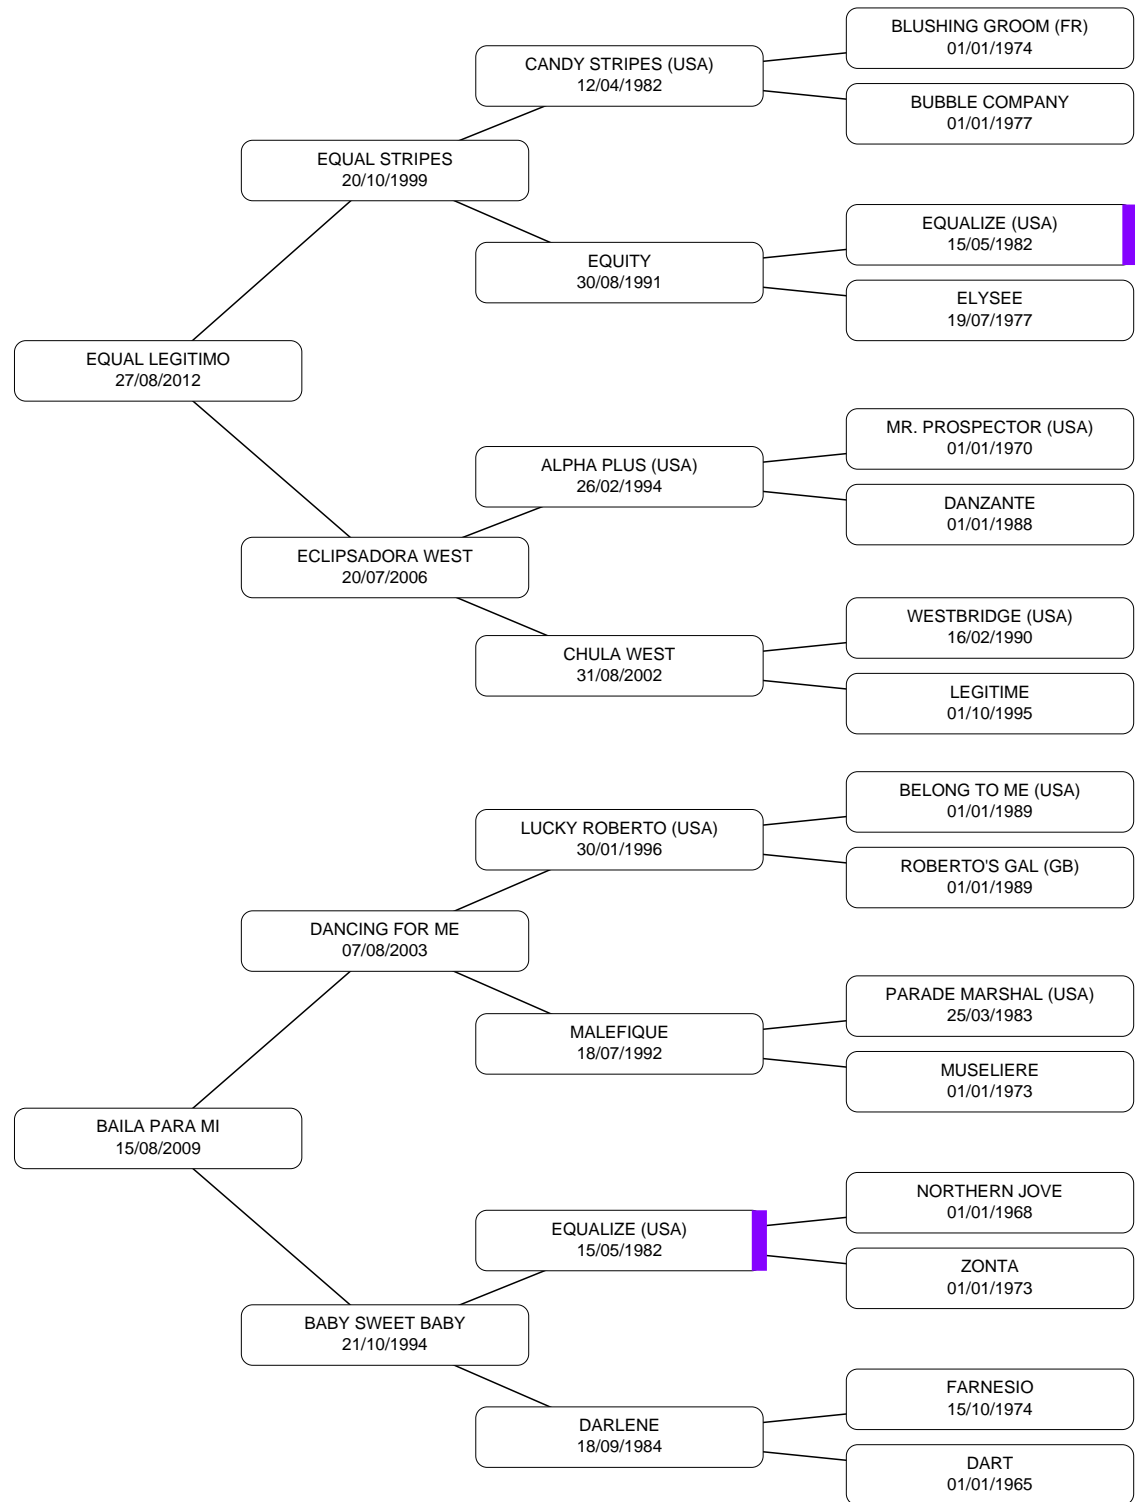 BLUSHING GROOM (FR)
01/01/1974
CANDY STRIPES (USA)
12/04/1982
BUBBLE COMPANY
01/01/1977
EQUAL STRIPES
20/10/1999
EQUALIZE (USA)
15/05/1982
EQUITY
30/08/1991
ELYSEE
19/07/1977
EQUAL LEGITIMO
27/08/2012
MR. PROSPECTOR (USA)
01/01/1970
ALPHA PLUS (USA)
26/02/1994
DANZANTE
01/01/1988
ECLIPSADORA WEST
20/07/2006
WESTBRIDGE (USA)
16/02/1990
CHULA WEST
31/08/2002
LEGITIME
01/10/1995
BELONG TO ME (USA)
01/01/1989
LUCKY ROBERTO (USA)
30/01/1996
ROBERTO'S GAL (GB)
01/01/1989
DANCING FOR ME
07/08/2003
PARADE MARSHAL (USA)
25/03/1983
MALEFIQUE
18/07/1992
MUSELIERE
01/01/1973
BAILA PARA MI
15/08/2009
NORTHERN JOVE
01/01/1968
EQUALIZE (USA)
15/05/1982
ZONTA
01/01/1973
BABY SWEET BABY
21/10/1994
FARNESIO
15/10/1974
DARLENE
18/09/1984
DART
01/01/1965